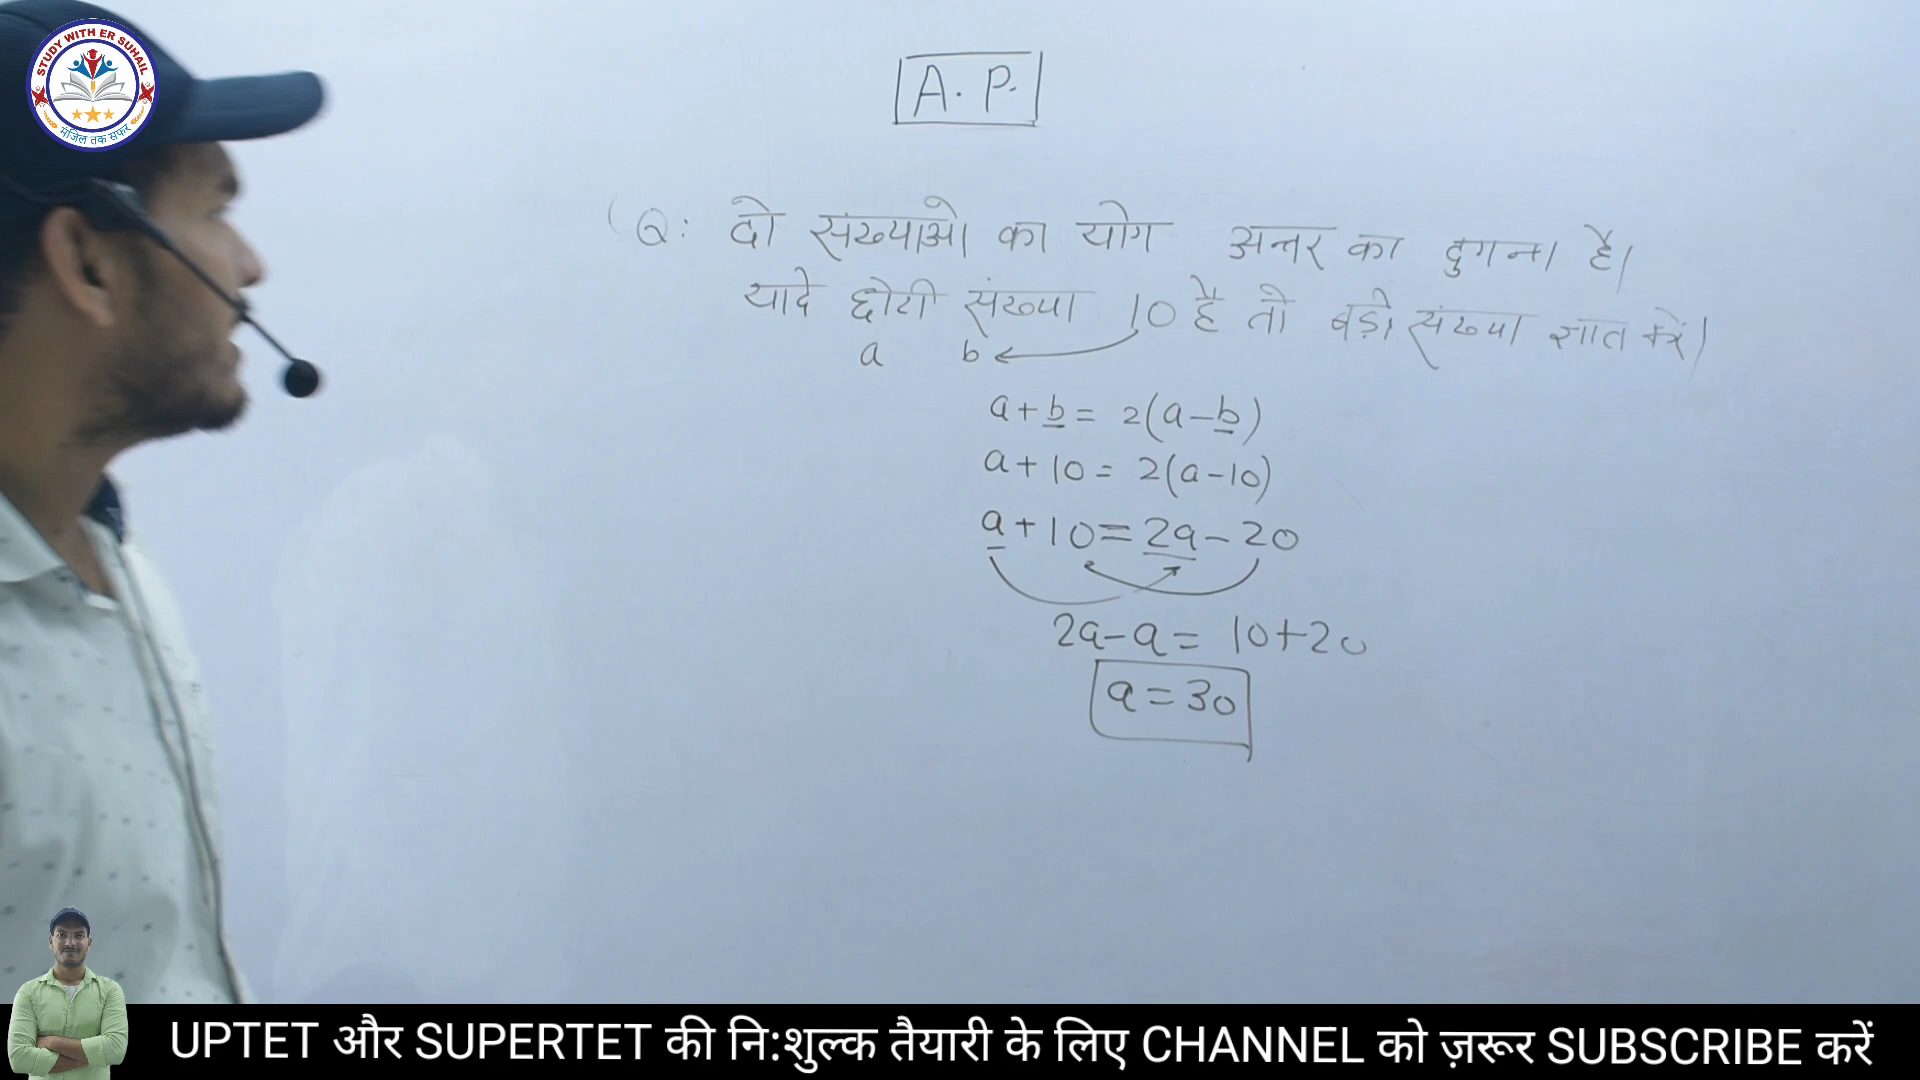 STUDY WITH ER SUHAIL
मंजिल तक सफर
A. P.
Q: दो संख्याओ का योग अन्तर का दुगना है।
यदि छोटी संख्या 10 है तो बड़ी संख्या ज्ञात करें।
a b
a+b = 2(a-b)
a+10 = 2(a-10)
a+10 = 2a-20
2a-a = 10+20
a = 30
UPTET और SUPERTET की नि:शुल्क तैयारी के लिए CHANNEL को ज़रूर SUBSCRIBE करें